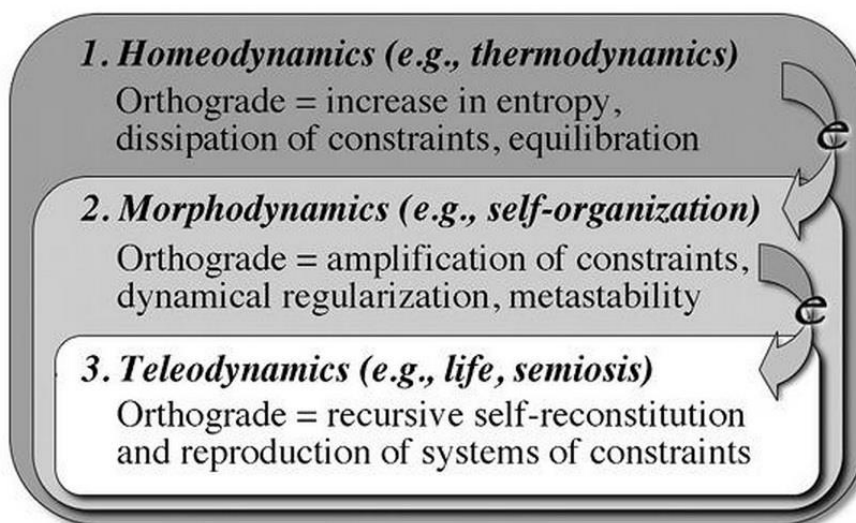 1. Homeodynamics (e.g., thermodynamics)
Orthograde = increase in entropy,
dissipation of constraints, equilibration
e
2. Morphodynamics (e.g., self-organization)
Orthograde = amplification of constraints,
dynamical regularization, metastability
e
3. Teleodynamics (e.g., life, semiosis)
Orthograde = recursive self-reconstitution
and reproduction of systems of constraints